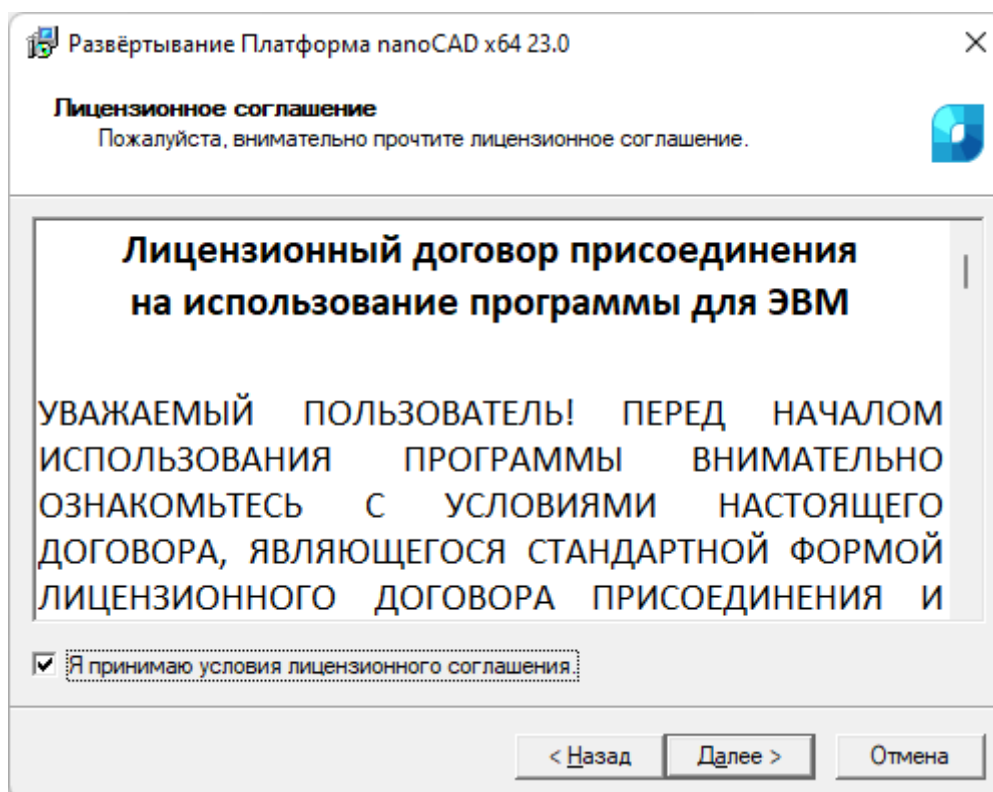 Развёртывание Платформа nanoCAD x64 23.0
Лицензионное соглашение
Пожалуйста, внимательно прочтите лицензионное соглашение.
Лицензионный договор присоединения
на использование программы для ЭВМ
УВАЖАЕМЫЙ ПОЛЬЗОВАТЕЛЬ! ПЕРЕД НАЧАЛОМ
ИСПОЛЬЗОВАНИЯ ПРОГРАММЫ ВНИМАТЕЛЬНО
ОЗНАКОМЬТЕСЬ С УСЛОВИЯМИ НАСТОЯЩЕГО
ДОГОВОРА, ЯВЛЯЮЩЕГОСЯ СТАНДАРТНОЙ ФОРМОЙ
ЛИЦЕНЗИОННОГО ДОГОВОРА ПРИСОЕДИНЕНИЯ И
Я принимаю условия лицензионного соглашения.
< Назад Далее > Отмена